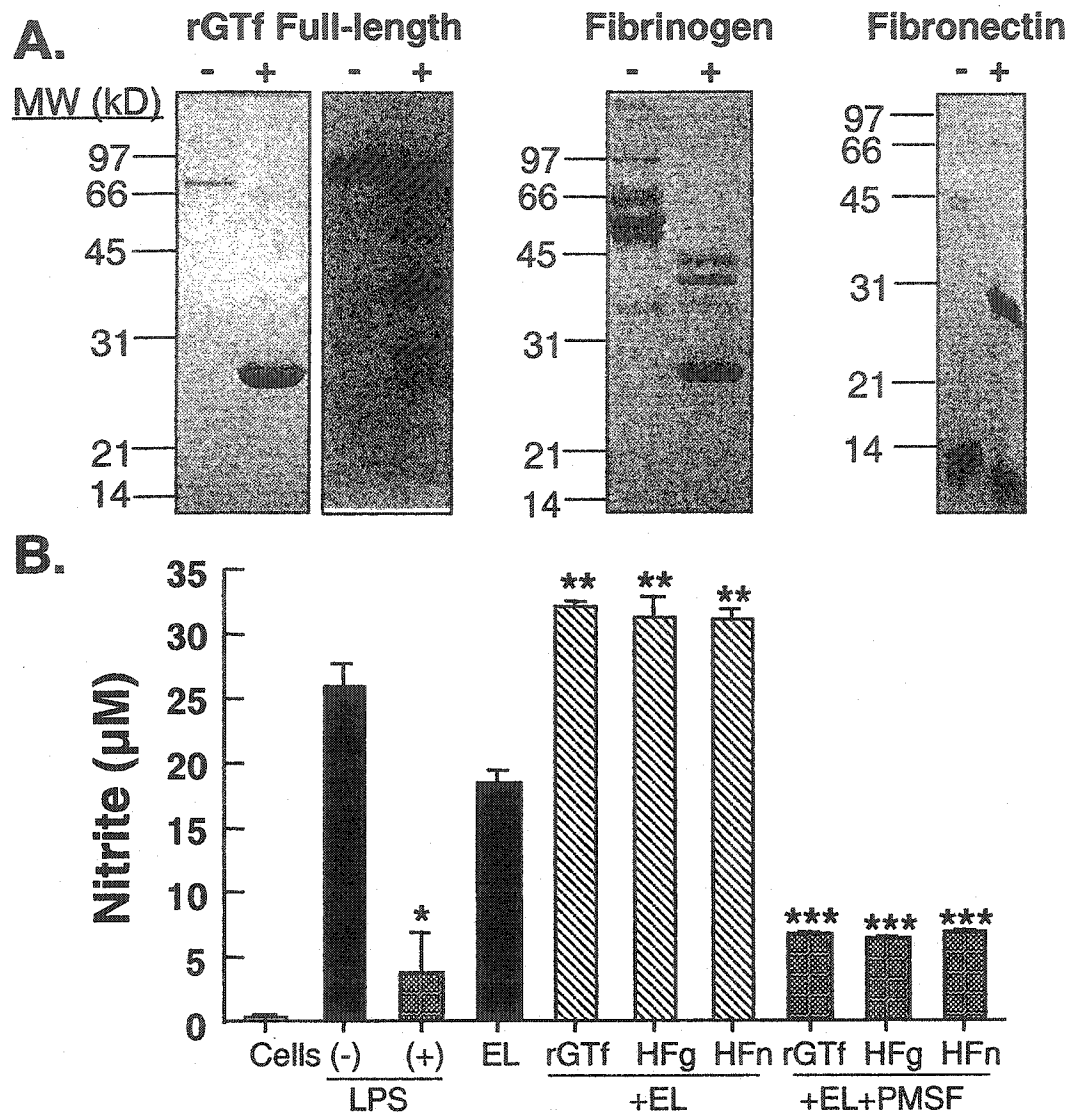 A.
rGTf Full-length Fibrinogen Fibronectin
- + - + - + - +
MW (kD)
97
66
45
31
21
14
97
66
45
31
21
14
97
66
45
31
21
14
B.
Nitrite (µM)
35
30
25
20
15
10
5
0
** ** **
*
*** *** ***
Cells (-) (+) EL rGTf HFg HFn rGTf HFg HFn
LPS +EL +EL+PMSF